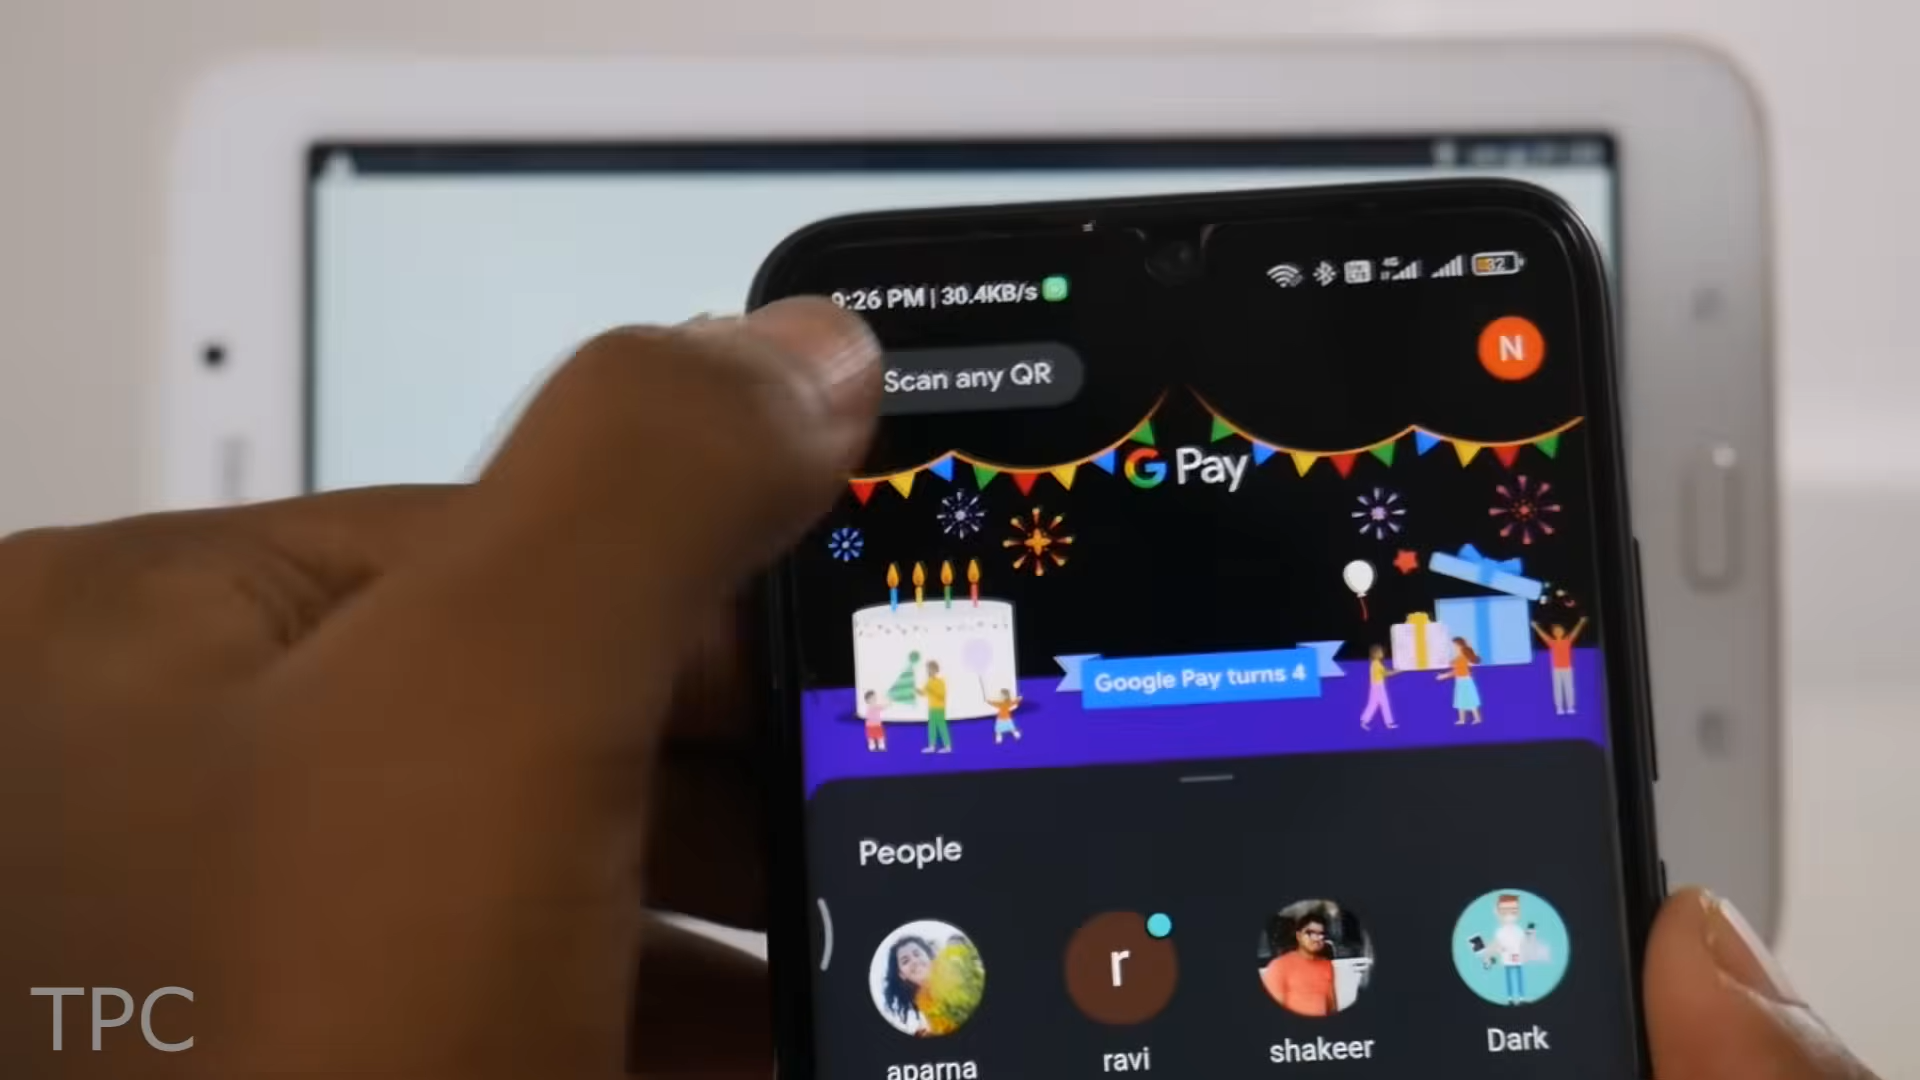 9:26 PM | 30.4KB/s
32
Scan any QR
N
G Pay
Google Pay turns 4
People
r
aparna
ravi
shakeer
Dark
TPC